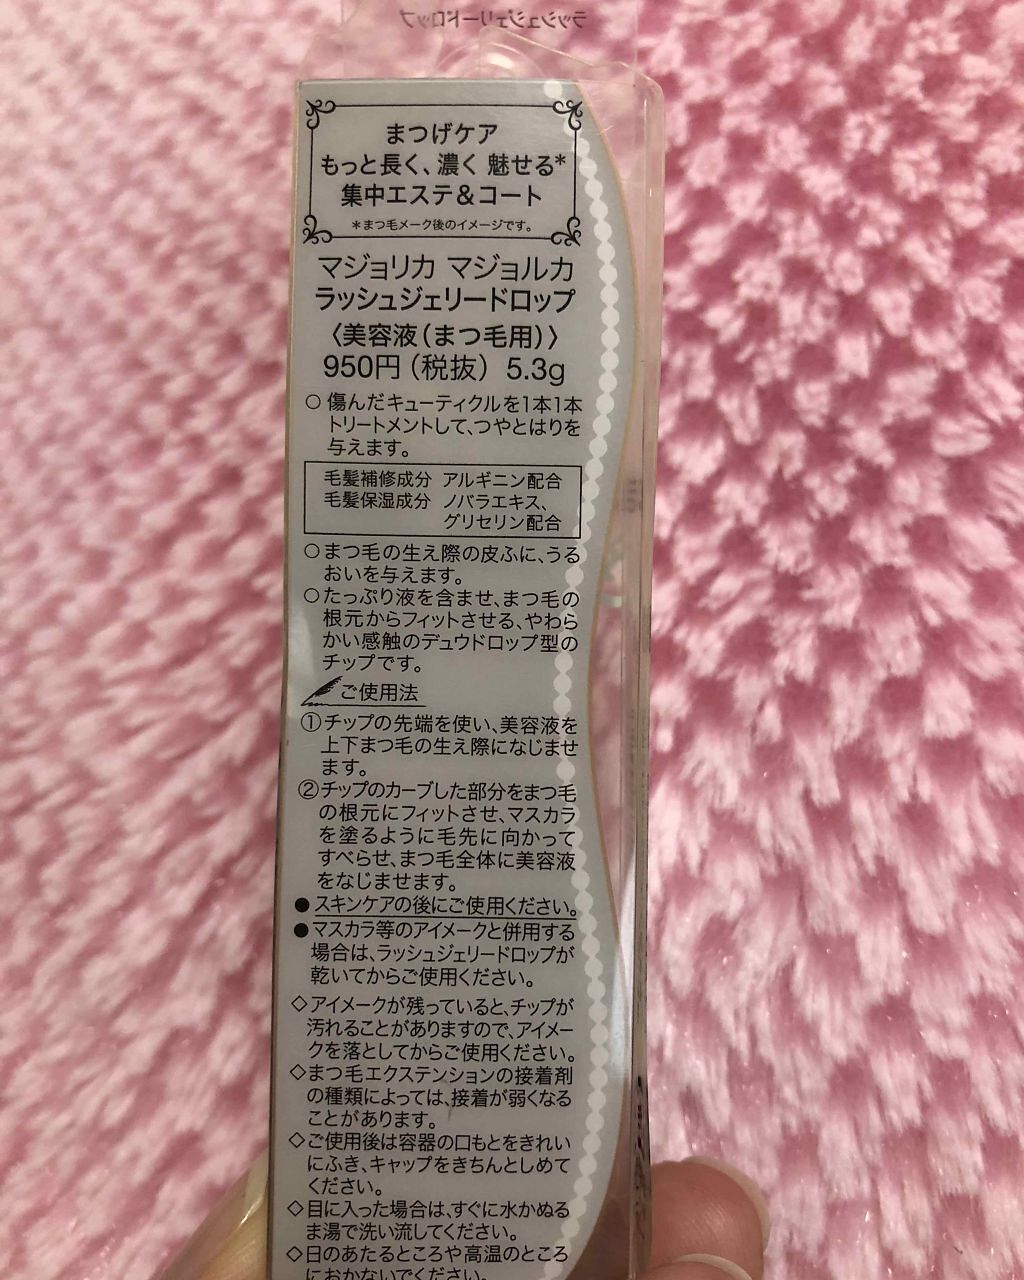 ラッシュジェリードロップ
まつげケア
もっと長く、濃く 魅せる*
集中エステ&コート
*まつ毛メーク後のイメージです。
マジョリカ マジョルカ
ラッシュジェリードロップ
〈美容液(まつ毛用)〉
950円(税抜) 5.3g
○ 傷んだキューティクルを1本1本
トリートメントして、つやとはりを
与えます。
毛髪補修成分 アルギニン配合
毛髪保湿成分 ノバラエキス、
グリセリン配合
○まつ毛の生え際の皮ふに、うる
おいを与えます。
○たっぷり液を含ませ、まつ毛の
根元からフィットさせる、やわら
かい感触のデュウドロップ型の
チップです。
ご使用法
①チップの先端を使い、美容液を
上下まつ毛の生え際になじませ
ます。
②チップのカーブした部分をまつ毛
の根元にフィットさせ、マスカラ
を塗るように毛先に向かって
すべらせ、まつ毛全体に美容液
をなじませます。
●スキンケアの後にご使用ください。
●マスカラ等のアイメークと併用する
場合は、ラッシュジェリードロップが
乾いてからご使用ください。
◇アイメークが残っていると、チップが
汚れることがありますので、アイメー
クを落としてからご使用ください。
◇まつ毛エクステンションの接着剤
の種類によっては、接着が弱くなる
ことがあります。
◇ご使用後は容器の口もとをきれい
にふき、キャップをきちんとしめて
ください。
◇目に入った場合は、すぐに水かぬる
ま湯で洗い流してください。
◇日のあたるところや高温のところ
におかないでください。